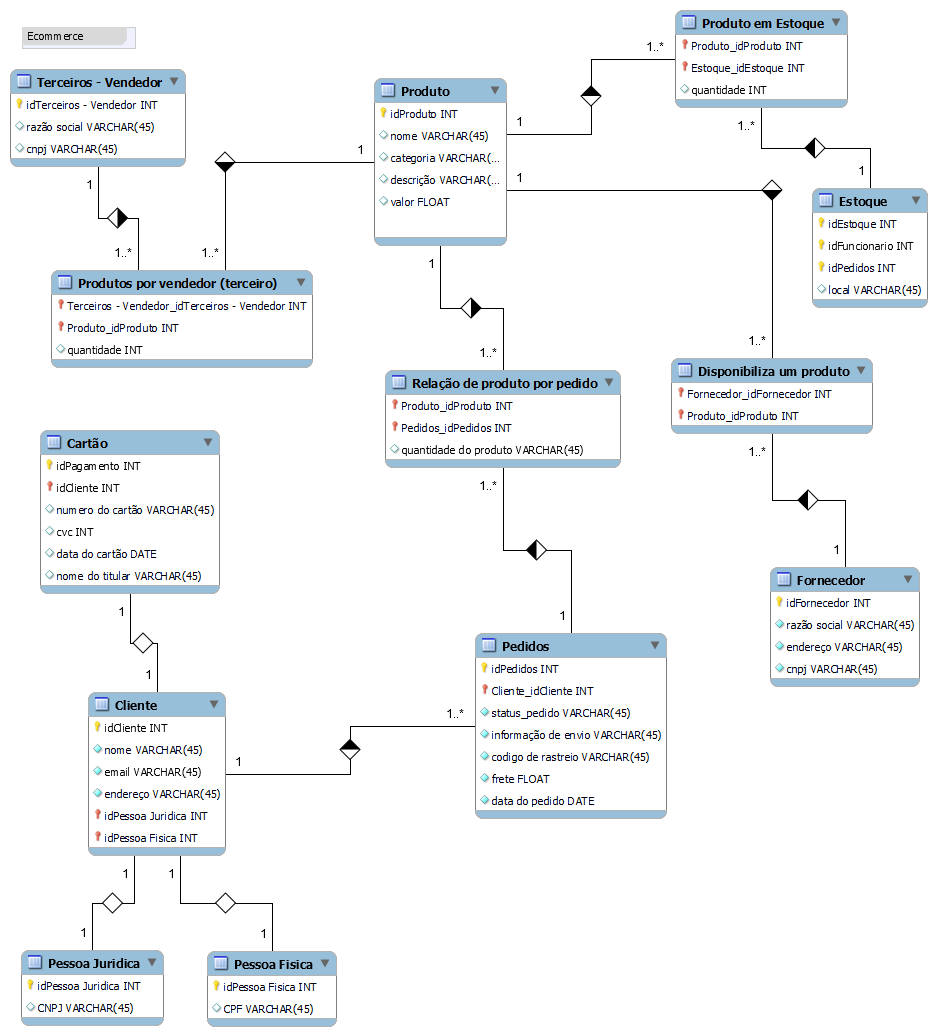 Ecommerce
Terceiros - Vendedor
idTerceiros - Vendedor INT
razão social VARCHAR(45)
cnpj VARCHAR(45)
Produto
idProduto INT
nome VARCHAR(45)
categoria VARCHAR(...
descrição VARCHAR(...
valor FLOAT
Produto em Estoque
Produto_idProduto INT
Estoque_idEstoque INT
quantidade INT
Estoque
idEstoque INT
idFuncionario INT
idPedidos INT
local VARCHAR(45)
1
1..*
1
1..*
1
1..*
1..*
1
1
1..*
1
1..*
Produtos por vendedor (terceiro)
Terceiros - Vendedor_idTerceiros - Vendedor INT
Produto_idProduto INT
quantidade INT
Relação de produto por pedido
Produto_idProduto INT
Pedidos_idPedidos INT
quantidade do produto VARCHAR(45)
Disponibiliza um produto
Fornecedor_idFornecedor INT
Produto_idProduto INT
1..*
1
1..*
1
Cartão
idPagamento INT
idCliente INT
numero do cartão VARCHAR(45)
cvc INT
data do cartão DATE
nome do titular VARCHAR(45)
Fornecedor
idFornecedor INT
razão social VARCHAR(45)
endereço VARCHAR(45)
cnpj VARCHAR(45)
1
1
Pedidos
idPedidos INT
Cliente_idCliente INT
status_pedido VARCHAR(45)
informação de envio VARCHAR(45)
codigo de rastreio VARCHAR(45)
frete FLOAT
data do pedido DATE
Cliente
idCliente INT
nome VARCHAR(45)
email VARCHAR(45)
endereço VARCHAR(45)
idPessoa Juridica INT
idPessoa Fisica INT
1
1..*
1
1
1
1
Pessoa Juridica
idPessoa Juridica INT
CNPJ VARCHAR(45)
Pessoa Fisica
idPessoa Fisica INT
CPF VARCHAR(45)